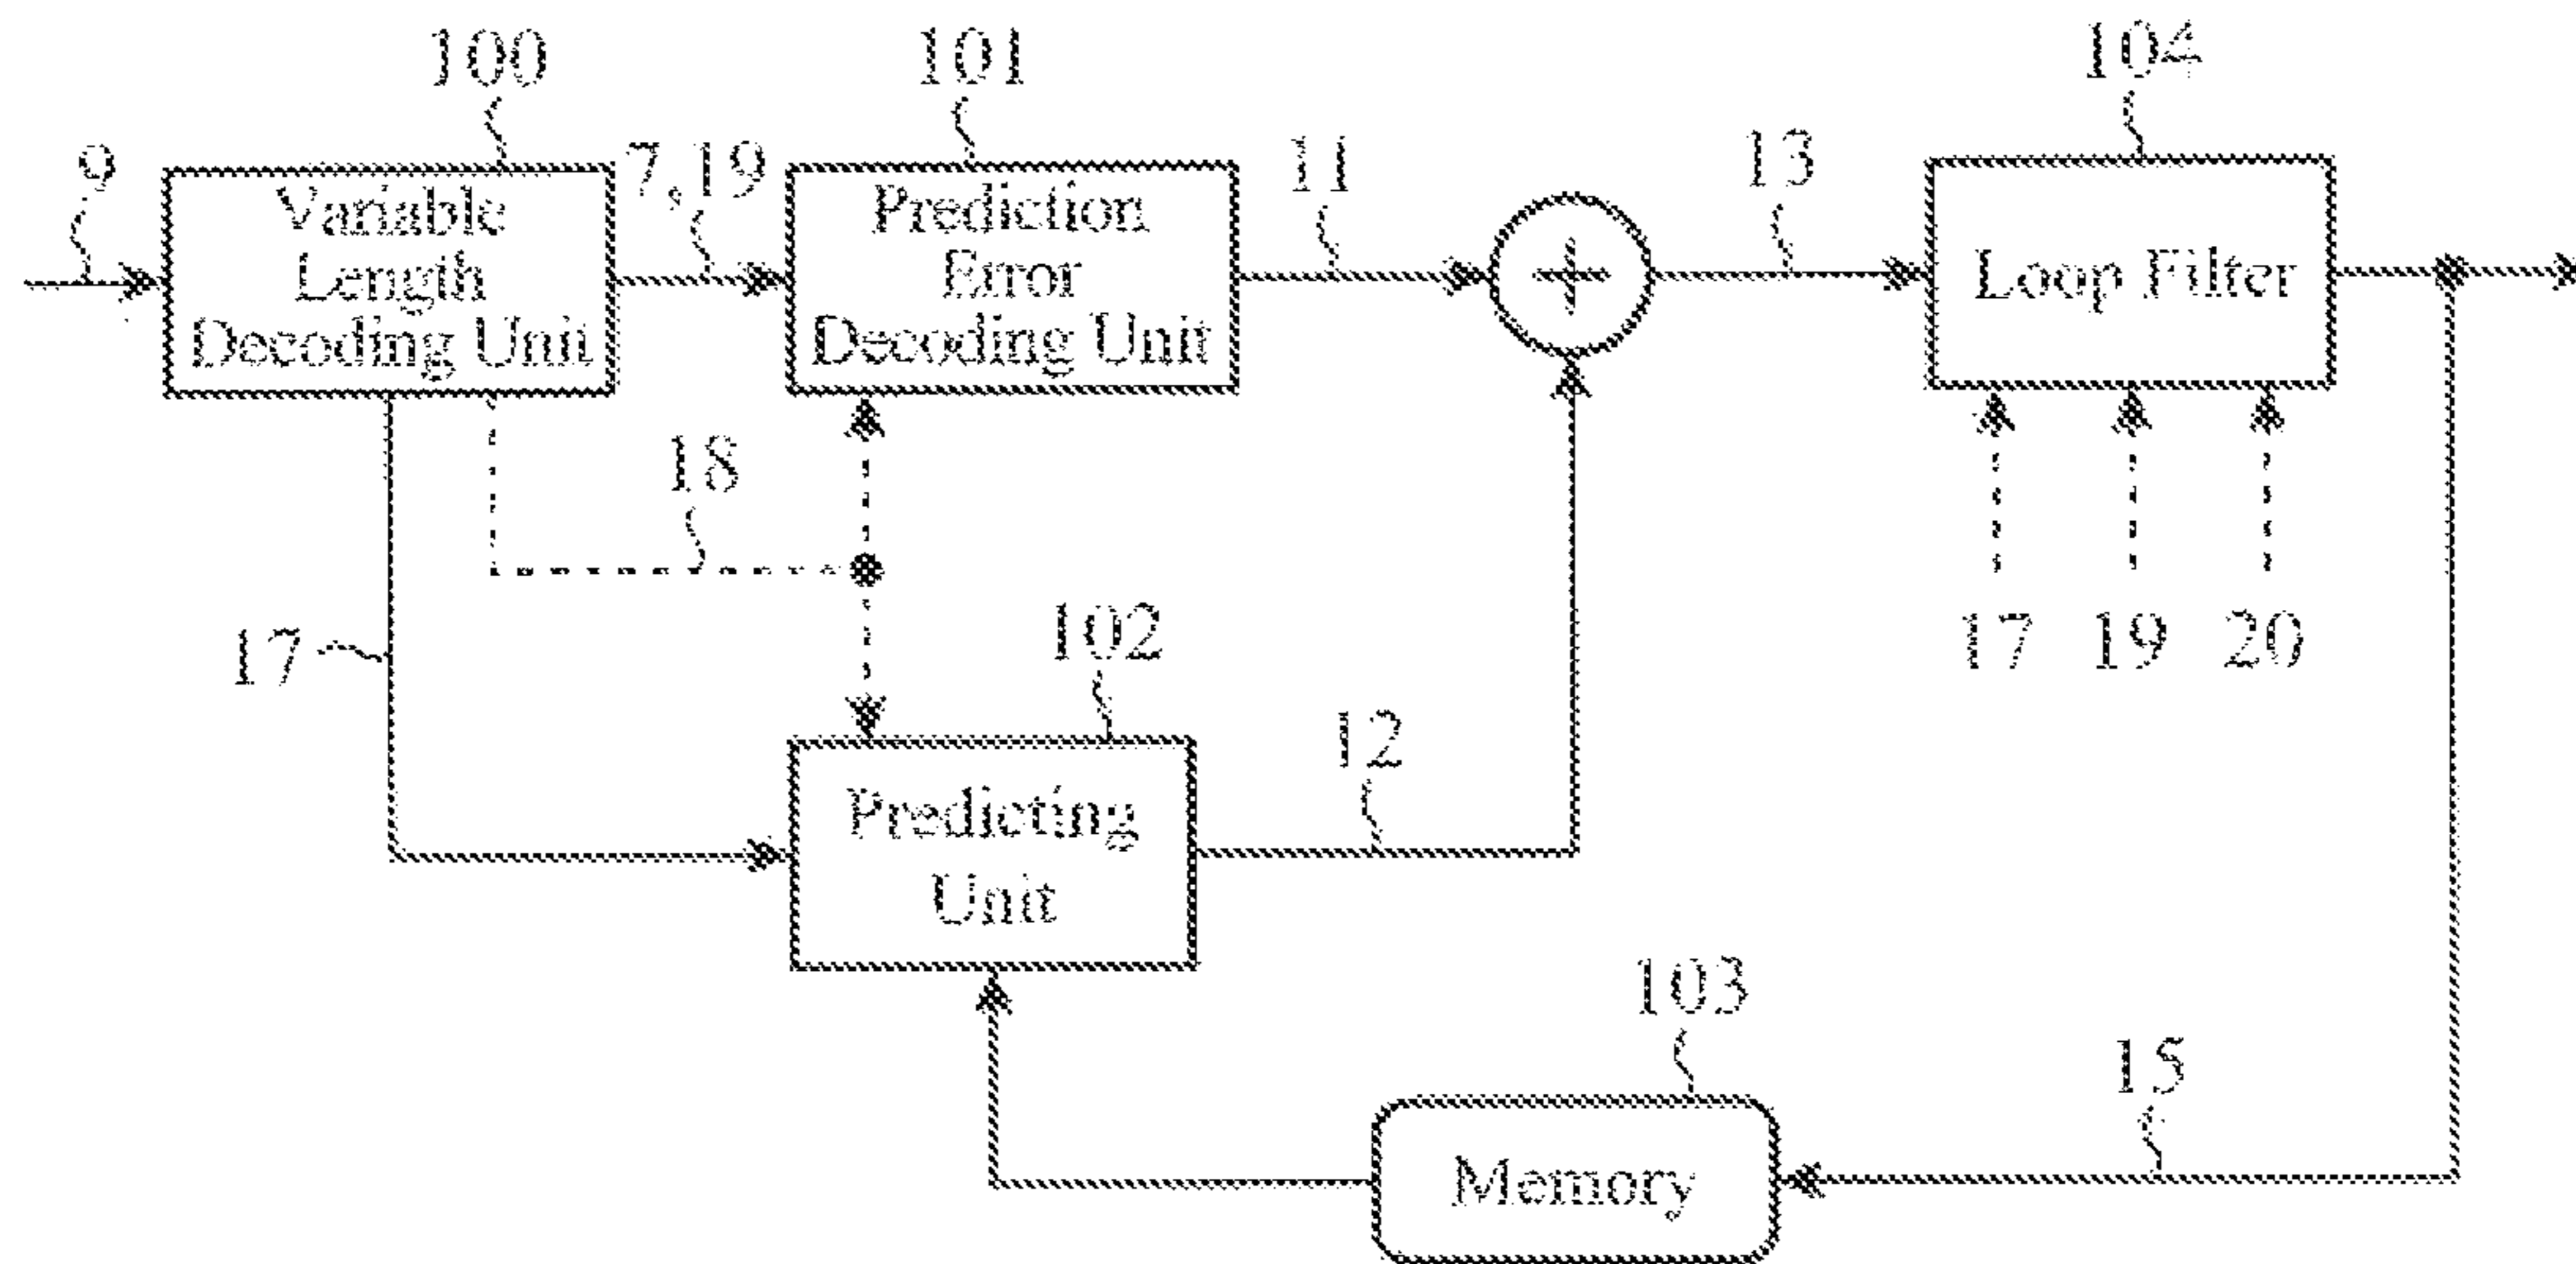 100
101
104
9
7,19
11
13
Variable
Length
Decoding Unit
Prediction
Error
Decoding Unit
+
Loop Filter
18
17
102
17 19 20
12
Predicting
Unit
103
15
Memory